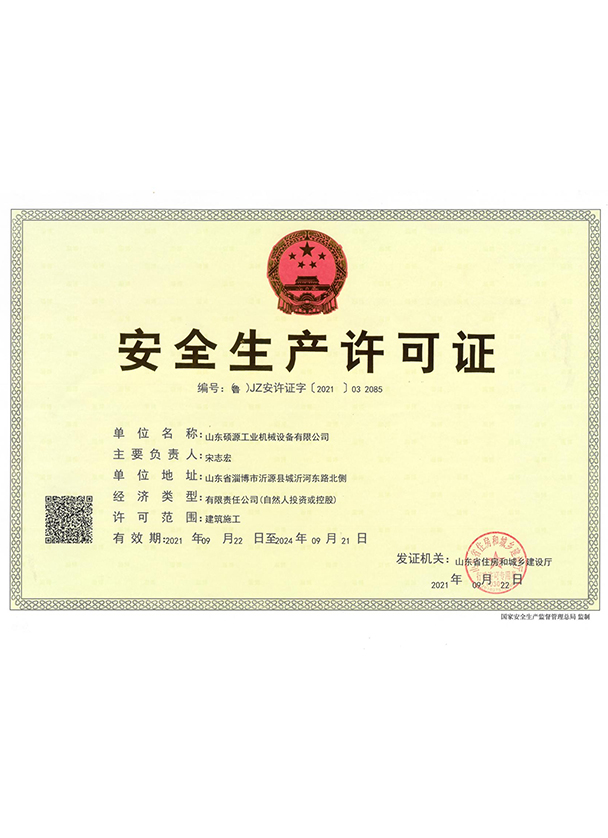 安全生产许可证
编号：（鲁）JZ安许证字〔2021〕03 2085
单位名称：山东硕源工业机械设备有限公司
主要负责人：宋志宏
单位地址：山东省淄博市沂源县城沂河东路北侧
经济类型：有限责任公司(自然人投资或控股)
许可范围：建筑施工
有效期：2021 年 09 月 22 日至2024 年 09 月 21 日
发证机关：山东省住房和城乡建设厅
2021 年 09 月 22 日
国家安全生产监督管理总局 监制